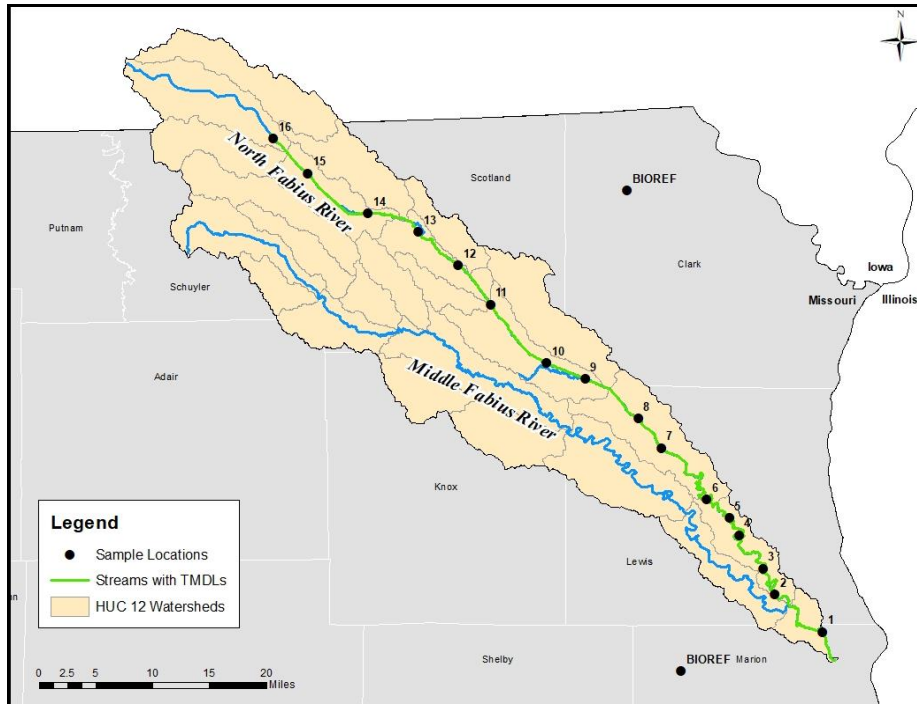 N
16
15
North Fabius River
14
13
12
11
10
9
8
7
6
5
4
3
2
1
Scotland
BIOREF
Putnam
Clark
Iowa
Missouri
Illinois
Schuyler
Adair
Middle Fabius River
Knox
Lewis
Shelby
BIOREF
Marion
Legend
Sample Locations
Streams with TMDLs
HUC 12 Watersheds
0 2.5 5 10 15 20
Miles